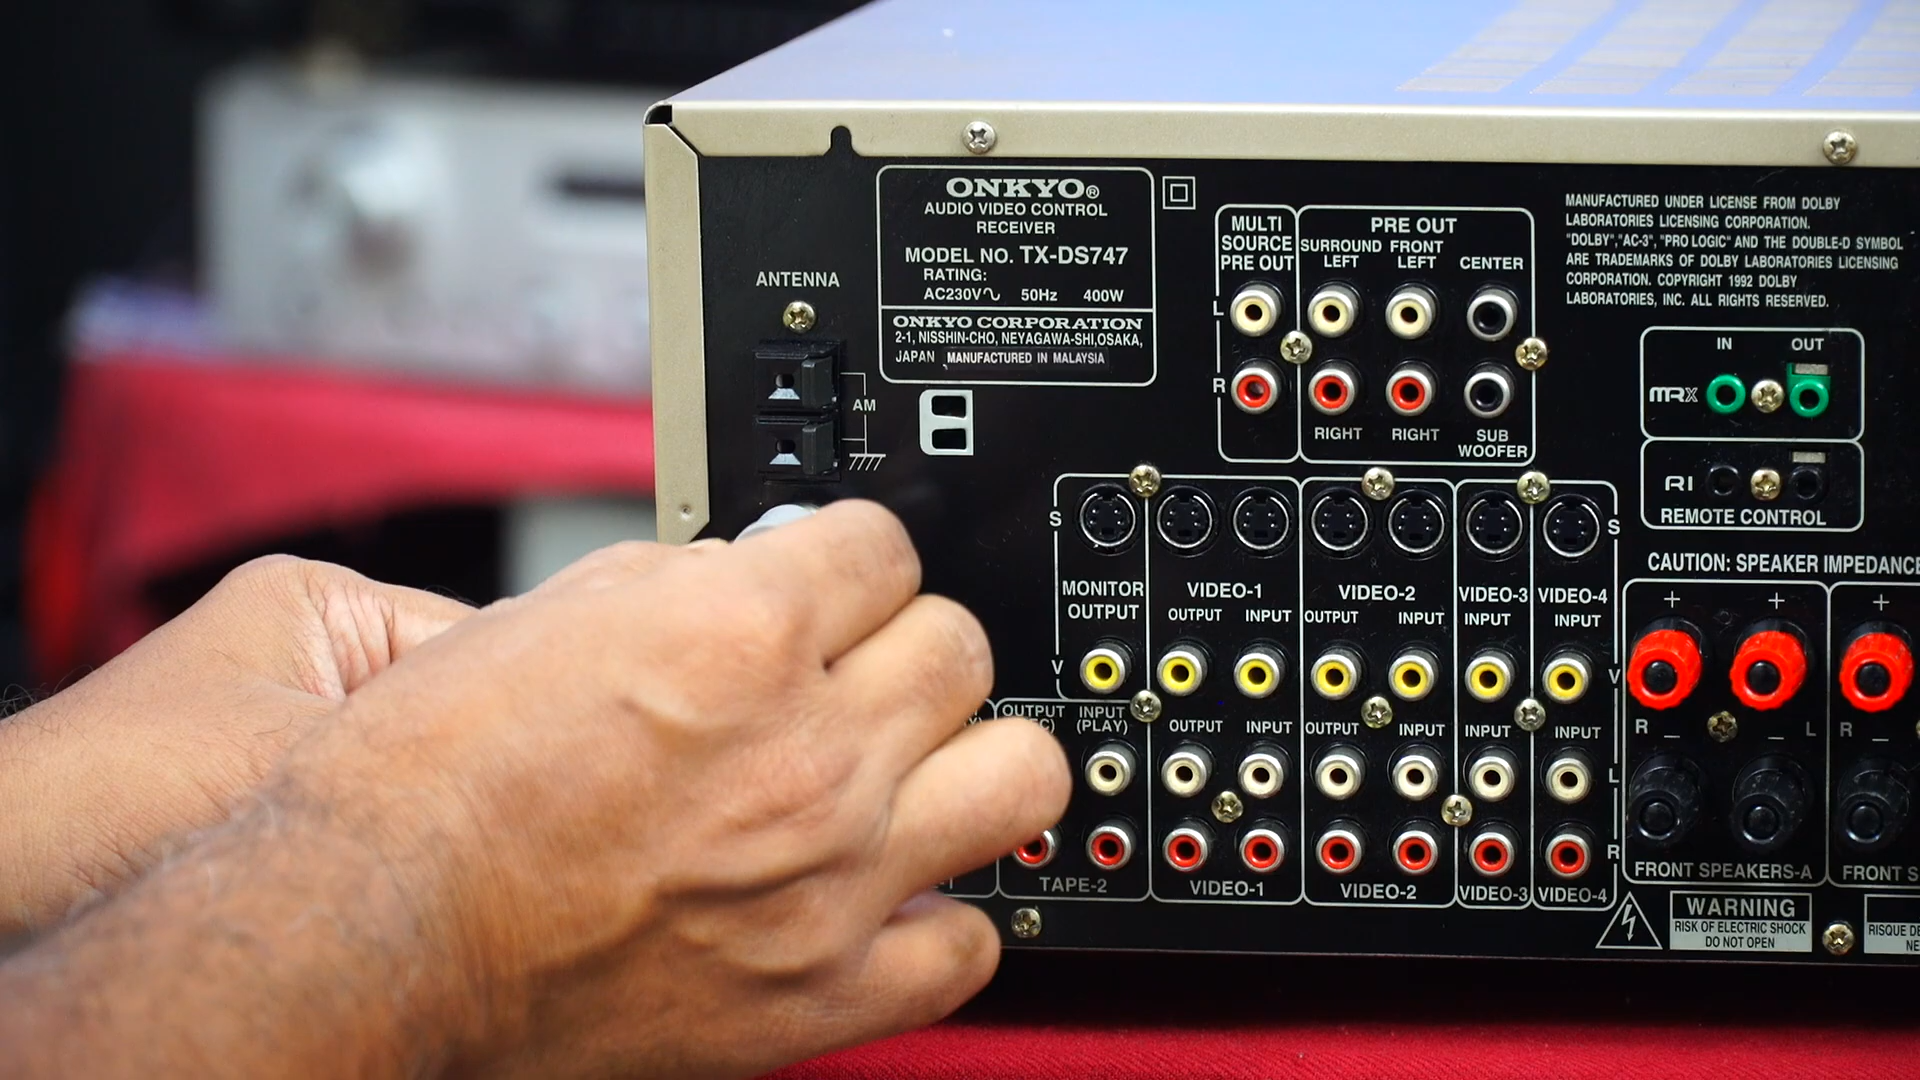 ONKYO®
AUDIO VIDEO CONTROL
RECEIVER
MODEL NO. TX-DS747
RATING:
AC230V∿ 50Hz 400W
ONKYO CORPORATION
2-1, NISSHIN-CHO, NEYAGAWA-SHI,OSAKA,
JAPAN MANUFACTURED IN MALAYSIA
ANTENNA
AM
MULTI
SOURCE
PRE OUT
PRE OUT
SURROUND
LEFT
FRONT
LEFT
CENTER
L
R
RIGHT
RIGHT
SUB
WOOFER
MANUFACTURED UNDER LICENSE FROM DOLBY
LABORATORIES LICENSING CORPORATION.
"DOLBY","AC-3", "PRO LOGIC" AND THE DOUBLE-D SYMBOL
ARE TRADEMARKS OF DOLBY LABORATORIES LICENSING
CORPORATION. COPYRIGHT 1992 DOLBY
LABORATORIES, INC. ALL RIGHTS RESERVED.
IN OUT
MRX
RI
REMOTE CONTROL
S S
MONITOR
OUTPUT
VIDEO-1
OUTPUT INPUT
VIDEO-2
OUTPUT INPUT
VIDEO-3
INPUT
VIDEO-4
INPUT
V V
OUTPUT
INPUT
(PLAY)
OUTPUT INPUT
OUTPUT INPUT
INPUT
INPUT
L
R
TAPE-2
VIDEO-1
VIDEO-2
VIDEO-3
VIDEO-4
CAUTION: SPEAKER IMPEDANCE
+ + +
R − − L R −
FRONT SPEAKERS-A
FRONT S
WARNING
RISK OF ELECTRIC SHOCK
DO NOT OPEN
RISQUE DE
NE